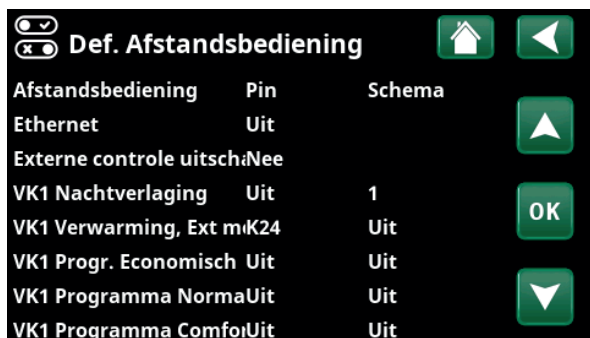 Def. Afstandsbediening
Afstandsbediening Pin Schema
Ethernet Uit
Externe controle uitscha Nee
VK1 Nachtverlaging Uit 1
VK1 Verwarming, Ext m K24 Uit
OK
VK1 Progr. Economisch Uit Uit
VK1 Programma Norma Uit Uit
VK1 Programma Comfo Uit Uit